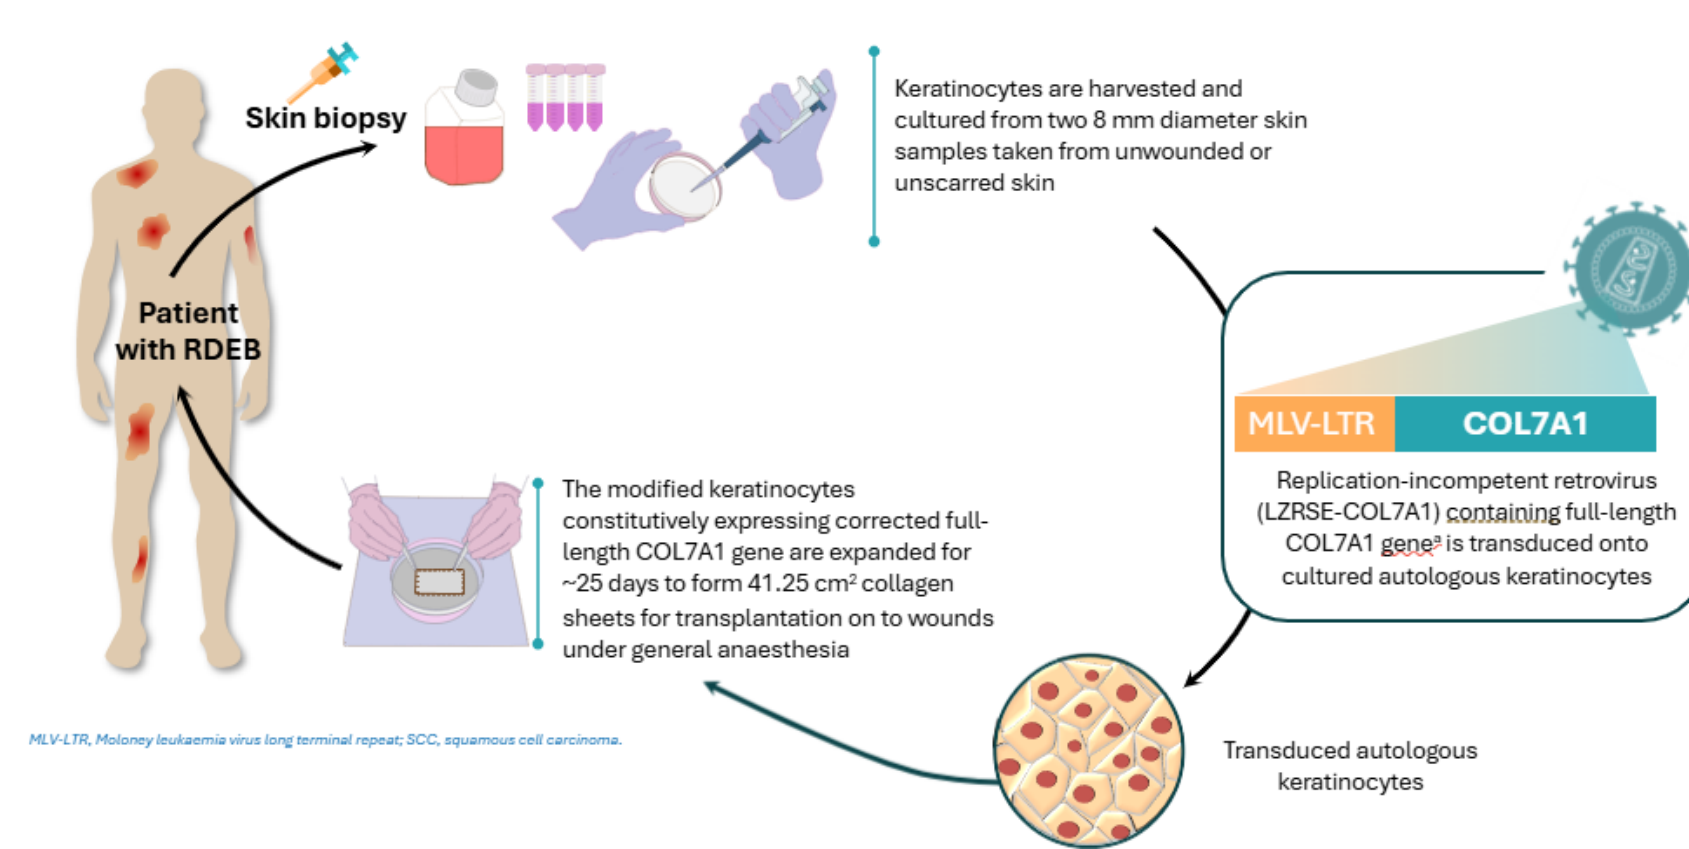 Skin biopsy
Keratinocytes are harvested and
cultured from two 8 mm diameter skin
samples taken from unwounded or
unscarred skin
Patient
with RDEB
MLV-LTR
COL7A1
Replication-incompetent retrovirus
(LZRSE-COL7A1) containing full-length
COL7A1 geneᵃ is transduced onto
cultured autologous keratinocytes
The modified keratinocytes
constitutively expressing corrected full-
length COL7A1 gene are expanded for
~25 days to form 41.25 cm² collagen
sheets for transplantation on to wounds
under general anaesthesia
Transduced autologous
keratinocytes
MLV-LTR, Moloney leukaemia virus long terminal repeat; SCC, squamous cell carcinoma.